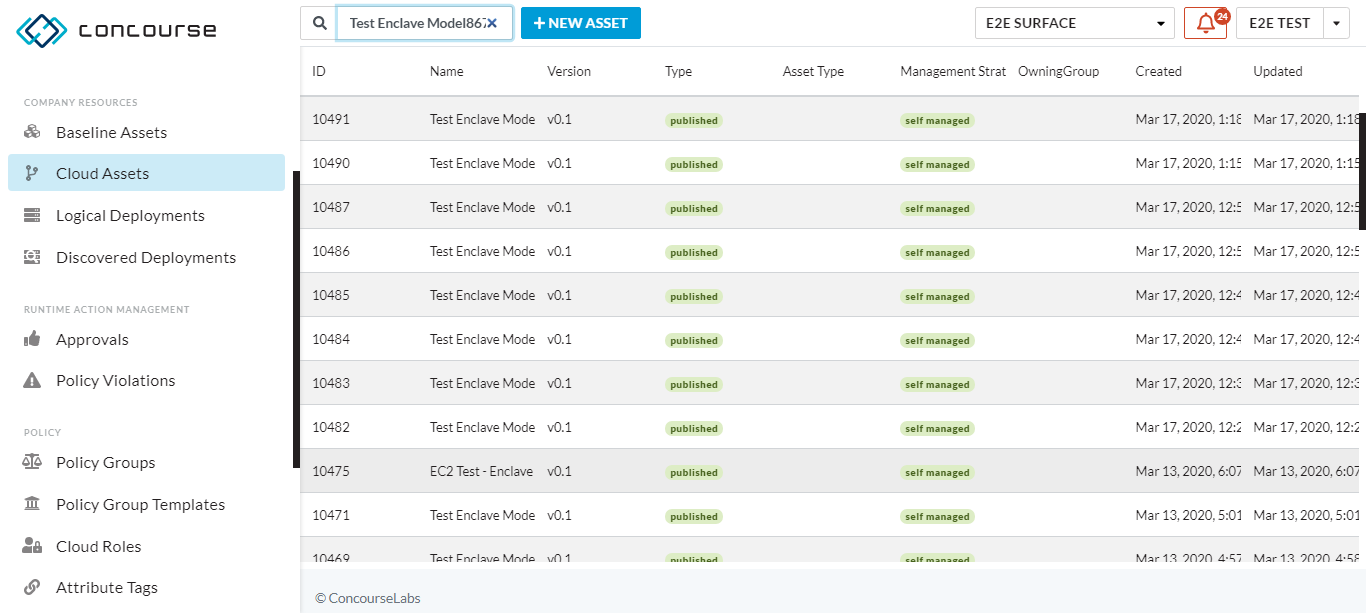 concourse
Test Enclave Model867
+ NEW ASSET
E2E SURFACE
24
E2E TEST
COMPANY RESOURCES
Baseline Assets
Cloud Assets
Logical Deployments
Discovered Deployments
RUNTIME ACTION MANAGEMENT
Approvals
Policy Violations
POLICY
Policy Groups
Policy Group Templates
Cloud Roles
Attribute Tags
ID Name Version Type Asset Type Management Strat OwningGroup Created Updated
10491 Test Enclave Mode v0.1 published self managed Mar 17, 2020, 1:18 Mar 17, 2020, 1:18
10490 Test Enclave Mode v0.1 published self managed Mar 17, 2020, 1:15 Mar 17, 2020, 1:15
10487 Test Enclave Mode v0.1 published self managed Mar 17, 2020, 12:5 Mar 17, 2020, 12:5
10486 Test Enclave Mode v0.1 published self managed Mar 17, 2020, 12:5 Mar 17, 2020, 12:5
10485 Test Enclave Mode v0.1 published self managed Mar 17, 2020, 12:4 Mar 17, 2020, 12:4
10484 Test Enclave Mode v0.1 published self managed Mar 17, 2020, 12:4 Mar 17, 2020, 12:4
10483 Test Enclave Mode v0.1 published self managed Mar 17, 2020, 12:3 Mar 17, 2020, 12:3
10482 Test Enclave Mode v0.1 published self managed Mar 17, 2020, 12:2 Mar 17, 2020, 12:2
10475 EC2 Test - Enclave v0.1 published self managed Mar 13, 2020, 6:07 Mar 13, 2020, 6:07
10471 Test Enclave Mode v0.1 published self managed Mar 13, 2020, 5:01 Mar 13, 2020, 5:01
10469 Test Enclave Mode v0.1 published self managed Mar 13, 2020, 4:57 Mar 13, 2020, 4:58
© ConcourseLabs